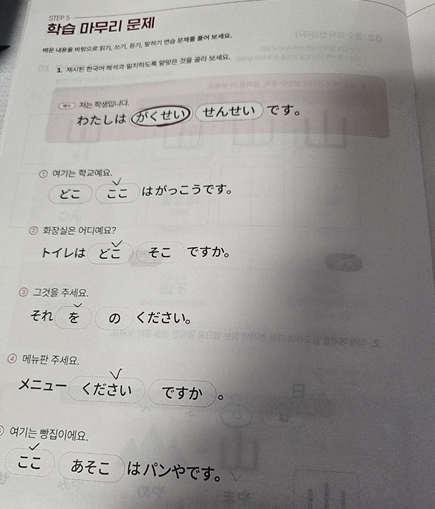 STEP 5
학습 마무리 문제
배운 내용을 바탕으로 읽기, 쓰기, 듣기, 말하기 연습 문제를 풀어 보세요.
1. 제시된 한국어 해석과 일치하도록 알맞은 것을 골라 보세요.
예시 저는 학생입니다.
わたしは がくせい せんせい です。
① 여기는 학교예요.
どこ ここ はがっこうです。
② 화장실은 어디예요?
トイレは どこ そこ ですか。
③ 그것을 주세요.
それ を の ください。
④ 메뉴판 주세요.
メニュー ください ですか 。
여기는 빵집이에요.
ここ あそこ はパンやです。